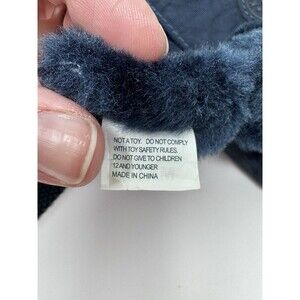 NOT A TOY. DO NOT COMPLY
WITH TOY SAFETY RULES.
DO NOT GIVE TO CHILDREN
12 AND YOUNGER
MADE IN CHINA